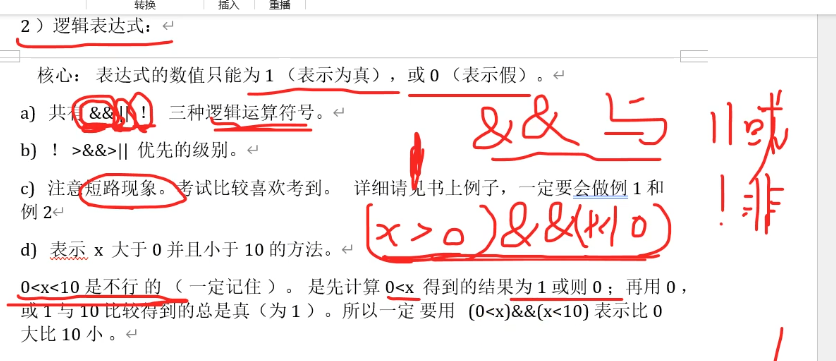 转换 插入 重播
2 ）逻辑表达式：
核心： 表达式的数值只能为 1 （表示为真），或 0 （表示假）。
a) 共有 &&|| ! 三种逻辑运算符号。
&& 与 ||或
b) ！ >&&>|| 优先的级别。
!非
c) 注意短路现象。考试比较喜欢考到。 详细请见书上例子，一定要会做例 1 和
例 2
(x>0)&&(x<10)
d) 表示 x 大于 0 并且小于 10 的方法。
0<x<10 是不行 的 （ 一定记住 ）。 是先计算 0<x 得到的结果为 1 或则 0 ；再用 0 ，
或 1 与 10 比较得到的总是真（为 1 ）。所以一定 要用 (0<x)&&(x<10) 表示比 0
大比 10 小 。